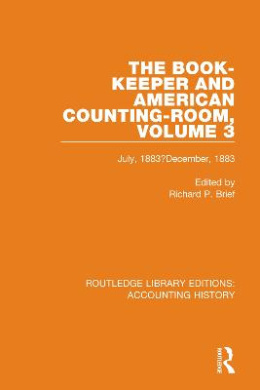 THE BOOK-
KEEPER AND
AMERICAN
COUNTING-ROOM,
VOLUME 3
July, 1883?December, 1883
Edited by
Richard P. Brief
ROUTLEDGE LIBRARY EDITIONS:
ACCOUNTING HISTORY
ROUTLEDGE